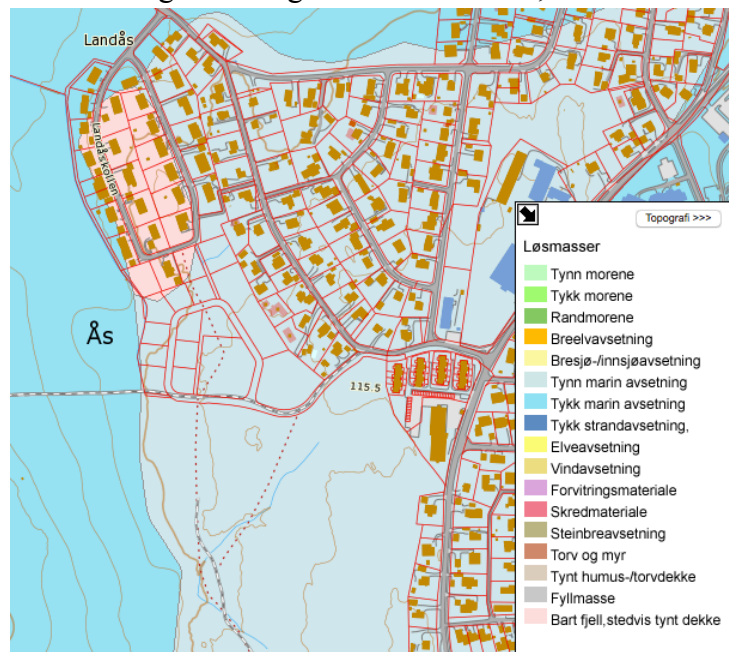 Landås
Landåskollen
Ås
115.5
Topografi >>>
Løsmasser
Tynn morene
Tykk morene
Randmorene
Breelvavsetning
Bresjø-/innsjøavsetning
Tynn marin avsetning
Tykk marin avsetning
Tykk strandavsetning,
Elveavsetning
Vindavsetning
Forvitringsmateriale
Skredmateriale
Steinbreavsetning
Torv og myr
Tynt humus-/torvdekke
Fyllmasse
Bart fjell,stedvis tynt dekke